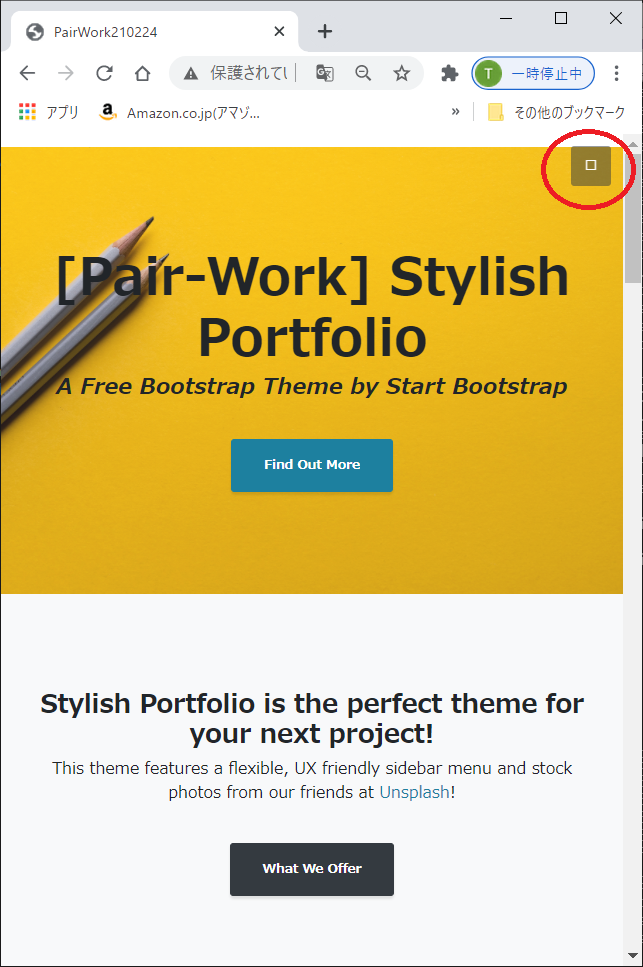 PairWork210224
保護されてい
T 一時停止中
アプリ
Amazon.co.jp(アマゾ...
»
その他のブックマーク
[Pair-Work] Stylish
Portfolio
A Free Bootstrap Theme by Start Bootstrap
Find Out More
Stylish Portfolio is the perfect theme for
your next project!
This theme features a flexible, UX friendly sidebar menu and stock
photos from our friends at Unsplash!
What We Offer